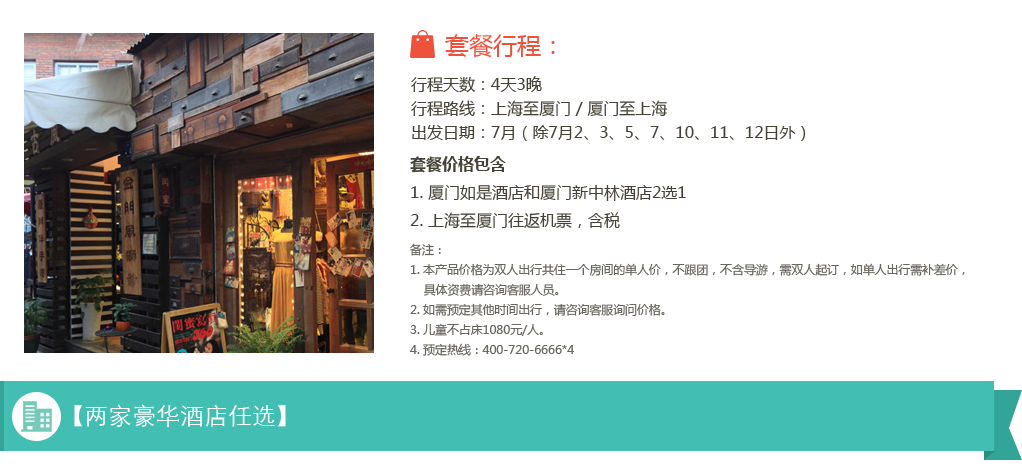 套餐行程：
行程天数：4天3晚
行程路线：上海至厦门 / 厦门至上海
出发日期：7月（除7月2、3、5、7、10、11、12日外）
套餐价格包含
1. 厦门如是酒店和厦门新中林酒店2选1
2. 上海至厦门往返机票，含税
备注：
1. 本产品价格为双人出行共住一个房间的单人价，不跟团，不含导游，需双人起订，如单人出行需补差价，
具体资费请咨询客服人员。
2. 如需预定其他时间出行，请咨询客服询问价格。
3. 儿童不占床1080元/人。
4. 预定热线：400-720-6666*4
【两家豪华酒店任选】